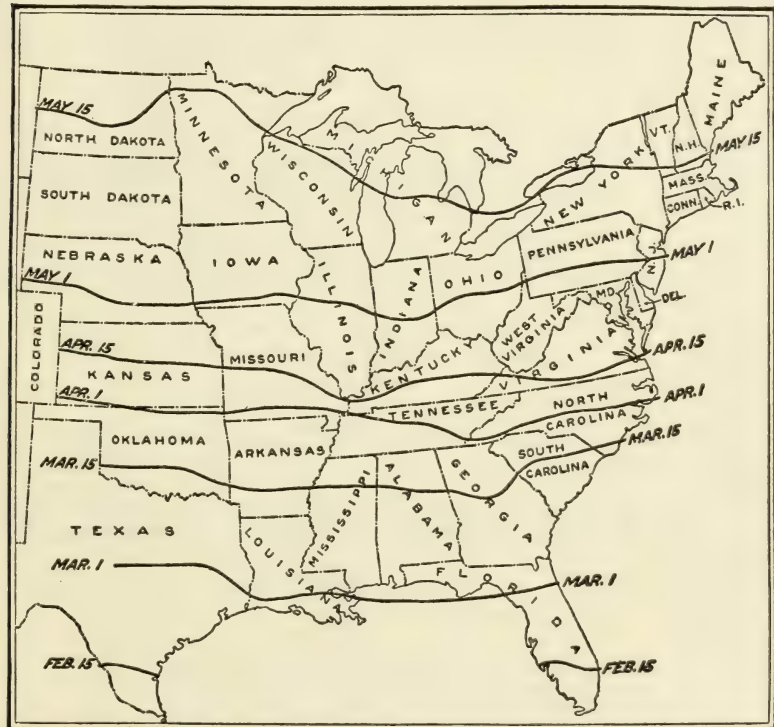 MAINE
MAY 15
VT.
N.H.
MAY 15
NORTH DAKOTA
MINNESOTA
WISCONSIN
MICHIGAN
NEW YORK
MASS.
CONN.
R.I.
SOUTH DAKOTA
PENNSYLVANIA
N.J.
MAY 1
NEBRASKA
IOWA
ILLINOIS
INDIANA
OHIO
MAY 1
MD.
DEL.
WEST
VIRGINIA
VIRGINIA
COLORADO
APR. 15
MISSOURI
KENTUCKY
APR. 15
KANSAS
APR. 1
TENNESSEE
NORTH
CAROLINA
APR. 1
OKLAHOMA
ARKANSAS
MAR. 15
SOUTH
CAROLINA
MAR. 15
MISSISSIPPI
ALABAMA
GEORGIA
TEXAS
LOUISIANA
MAR. 1
FLORIDA
MAR. 1
FEB. 15
FEB. 15